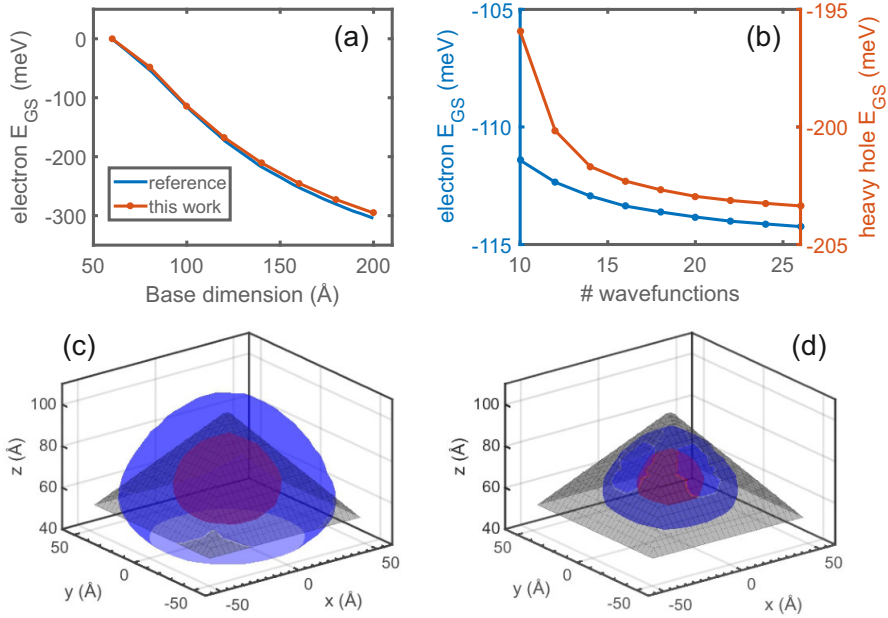 (a)
electron E_GS (meV)
0
-100
-200
-300
reference
this work
50
100
150
200
Base dimension (Å)
(b)
electron E_GS (meV)
-105
-110
-115
heavy hole E_GS (meV)
-195
-200
-205
10
15
20
25
# wavefunctions
(c)
z (Å)
100
80
60
40
50
0
-50
y (Å)
-50
0
50
x (Å)
(d)
z (Å)
100
80
60
40
50
0
-50
y (Å)
-50
0
50
x (Å)